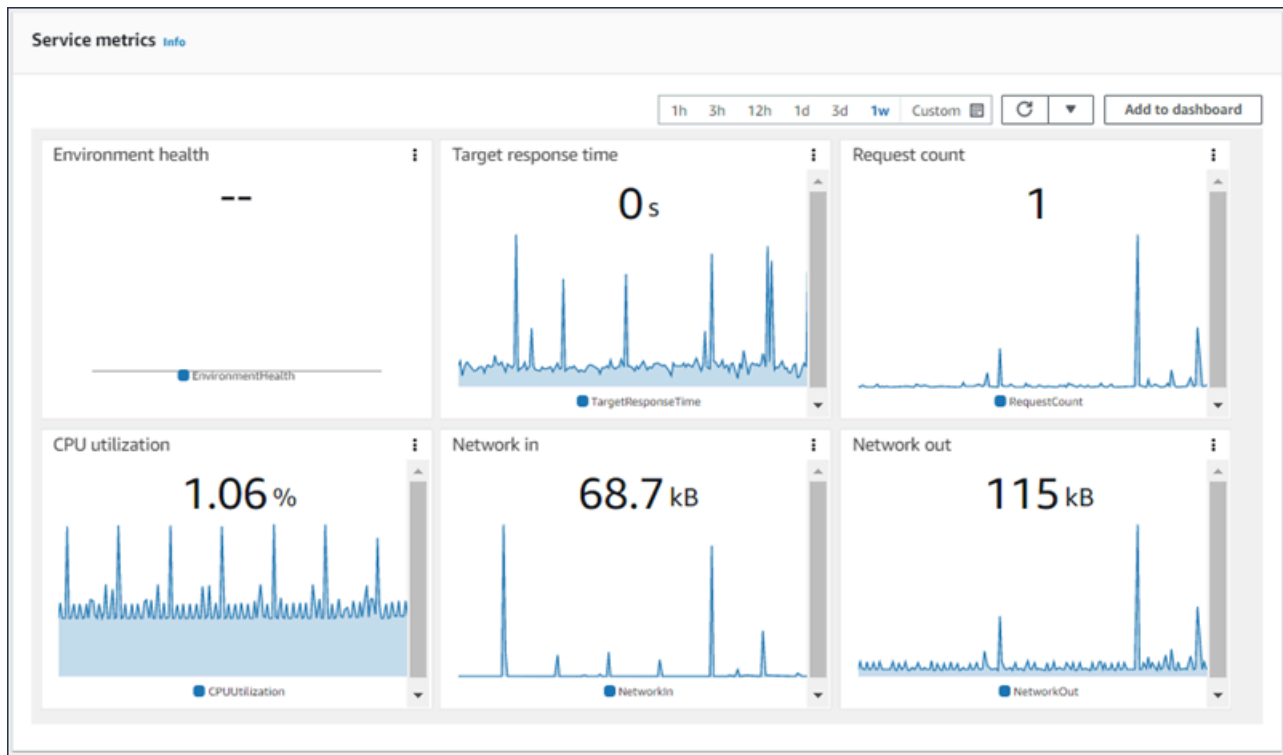 Service metrics Info
1h 3h 12h 1d 3d 1w Custom Add to dashboard
Environment health
--
EnvironmentHealth
Target response time
0 s
TargetResponseTime
Request count
1
RequestCount
CPU utilization
1.06 %
CPUUtilization
Network in
68.7 kB
NetworkIn
Network out
115 kB
NetworkOut